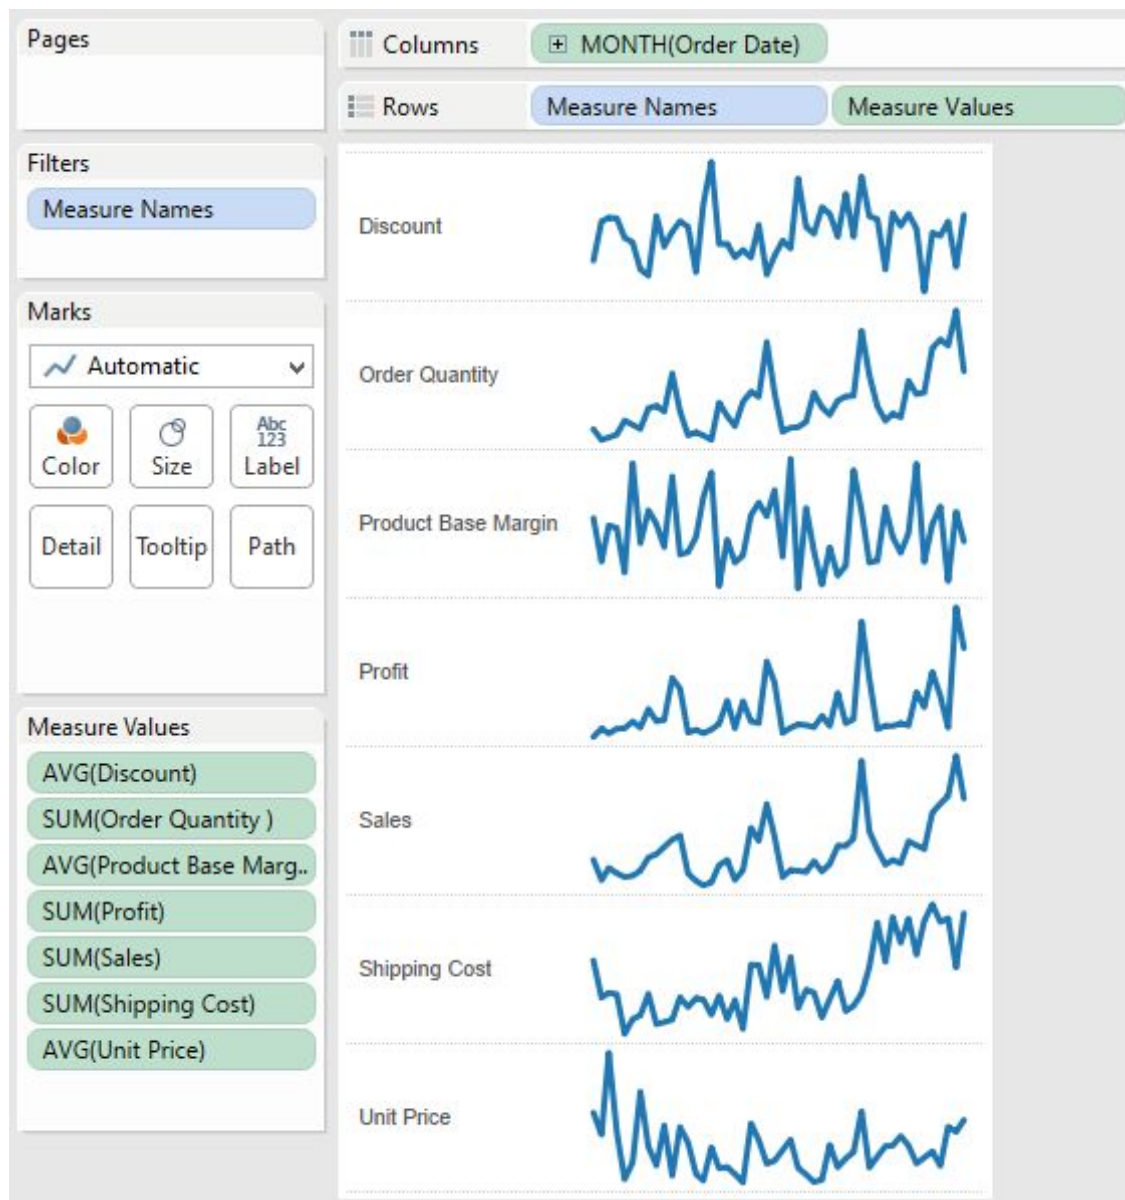 Pages
Columns
MONTH(Order Date)
Rows
Measure Names
Measure Values
Filters
Measure Names
Marks
Automatic
Color
Size
Abc
123
Label
Detail
Tooltip
Path
Measure Values
AVG(Discount)
SUM(Order Quantity )
AVG(Product Base Marg..
SUM(Profit)
SUM(Sales)
SUM(Shipping Cost)
AVG(Unit Price)
Discount
Order Quantity
Product Base Margin
Profit
Sales
Shipping Cost
Unit Price